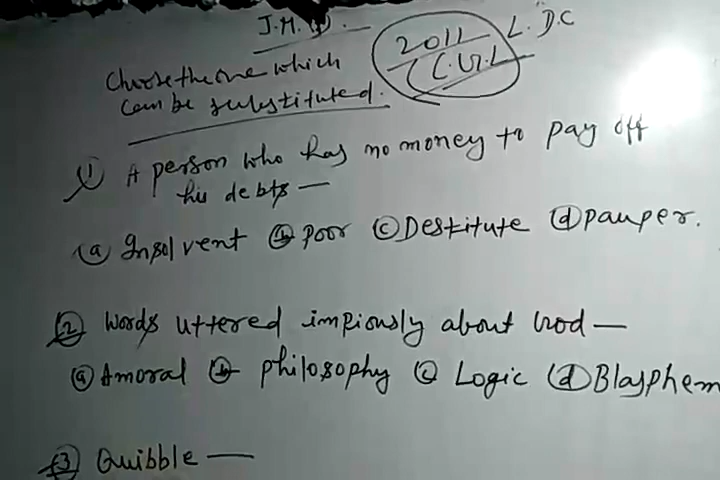 J.M.D.
2011 L.D.C
(C.G.L)
Choose the one which
can be substituted.
① A person who has no money to pay off
his debts —
(a) Insolvent (b) Poor (c) Destitute (d) Pauper.
② Words uttered impiously about God —
(a) Amoral (b) Philosophy (c) Logic (d) Blasphem
③ Quibble —